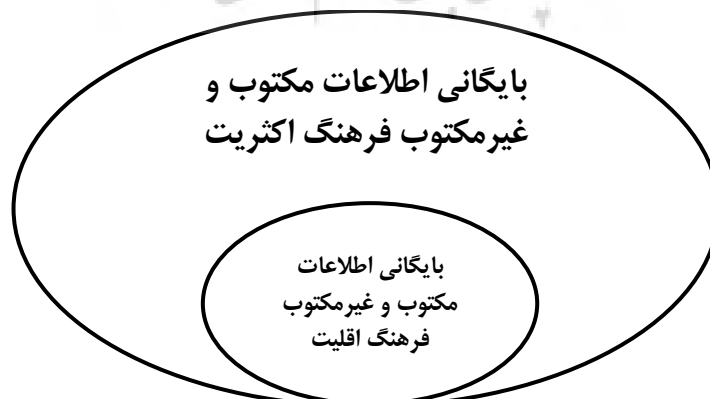 بایگانی اطلاعات مکتوب و
غیرمکتوب فرهنگ اکثریت
بایگانی اطلاعات
مکتوب و غیرمکتوب
فرهنگ اقلیت